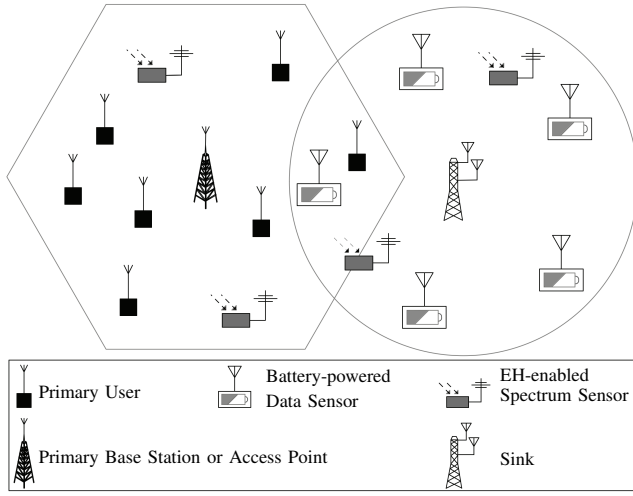 Primary User
Battery-powered
Data Sensor
EH-enabled
Spectrum Sensor
Primary Base Station or Access Point
Sink